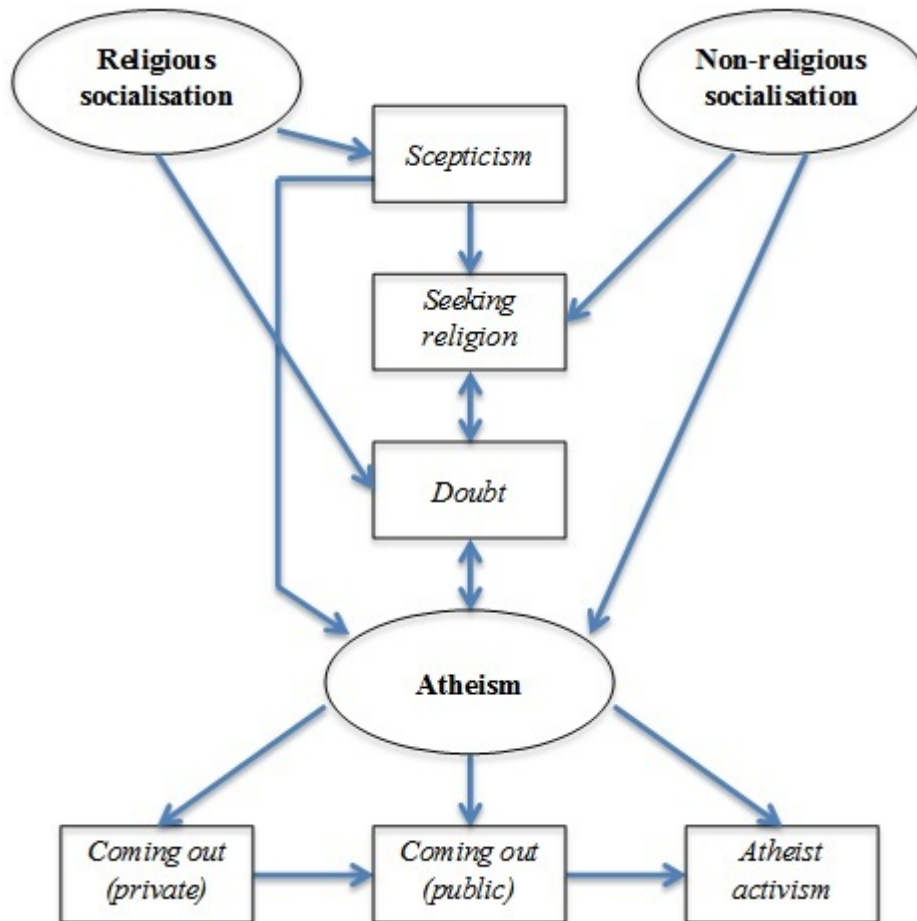 Religious
socialisation
Non-religious
socialisation
Scepticism
Seeking
religion
Doubt
Atheism
Coming out
(private)
Coming out
(public)
Atheist
activism